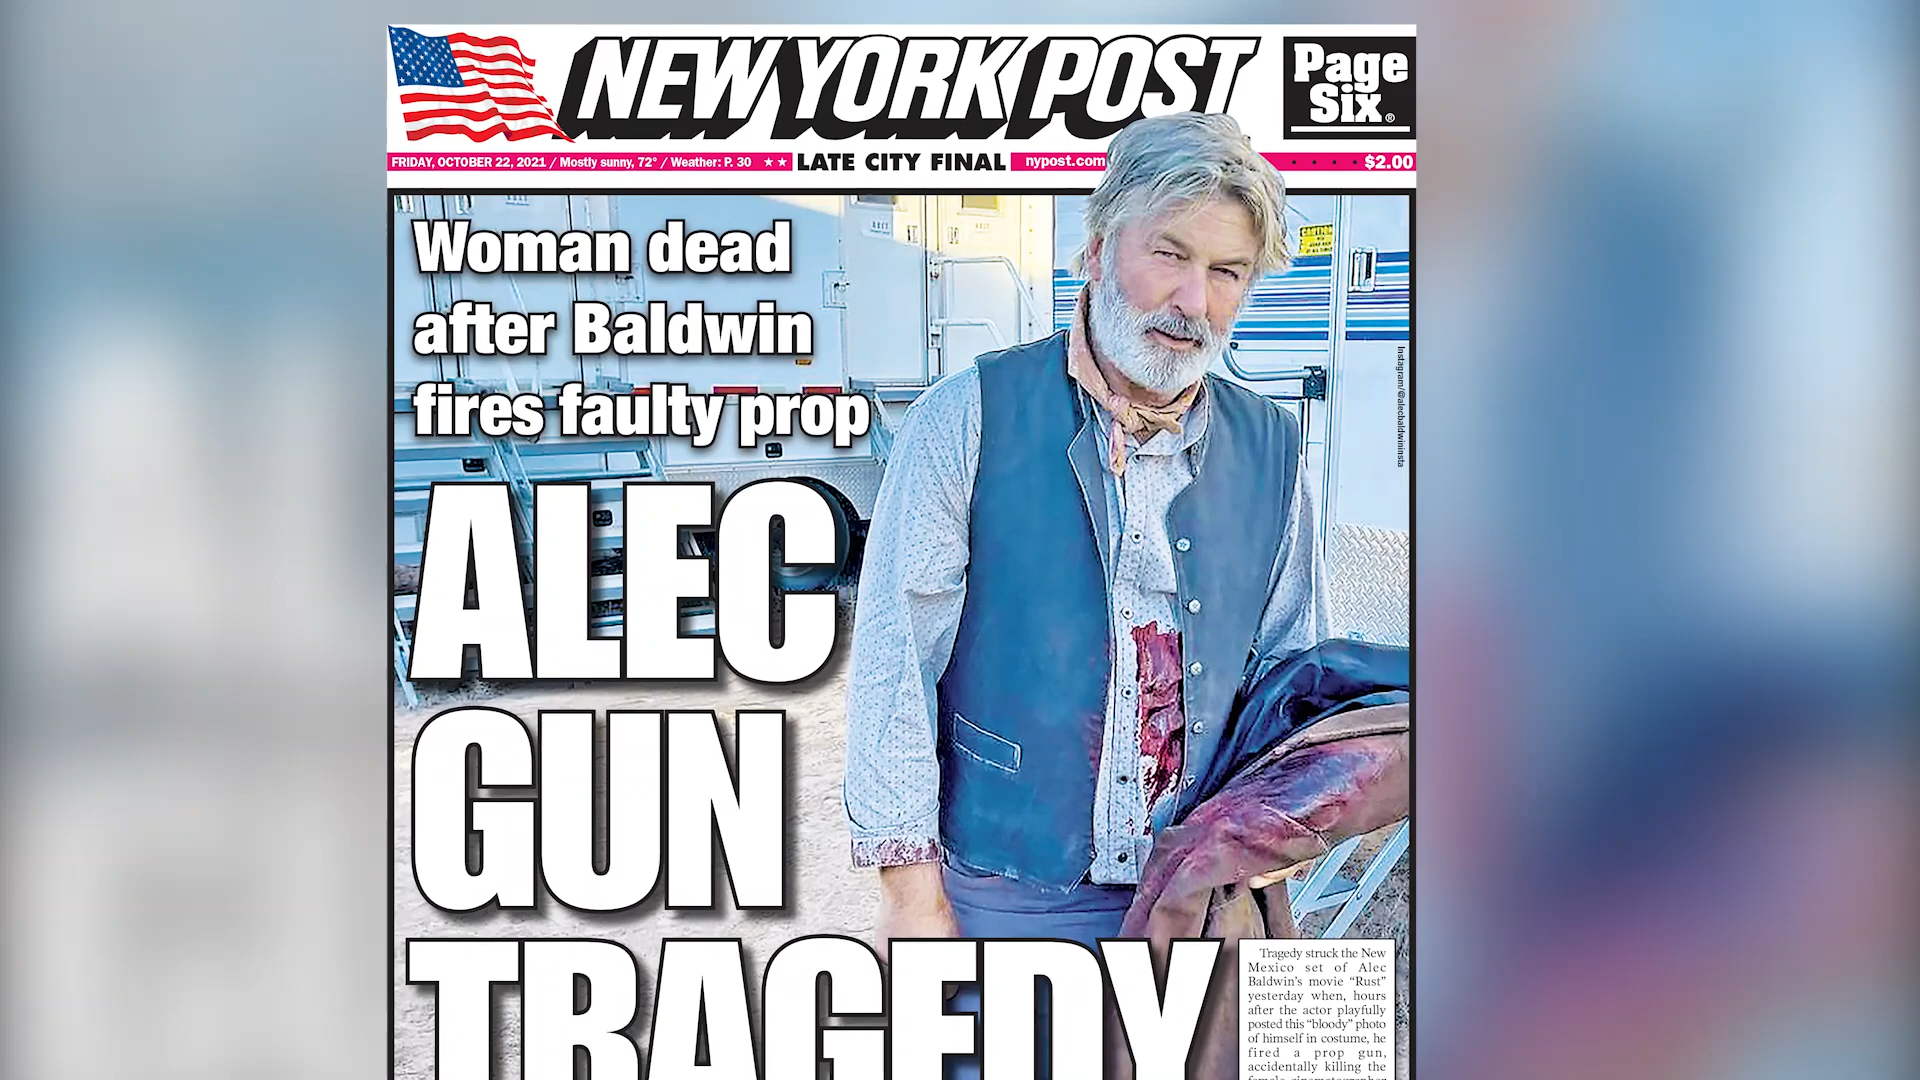 NEW YORK POST
Page
Six®
FRIDAY, OCTOBER 22, 2021 / Mostly sunny, 72° / Weather: P. 30 ★★ LATE CITY FINAL nypost.com $2.00
Woman dead
after Baldwin
fires faulty prop
CAUTION
Instagram/@alecbaldwininsta
ALEC
GUN
TRAGEDY
Tragedy struck the New
Mexico set of Alec
Baldwin's movie “Rust”
yesterday when, hours
after the actor playfully
posted this “bloody” photo
of himself in costume, he
fired a prop gun,
accidentally killing the
female cinematographer